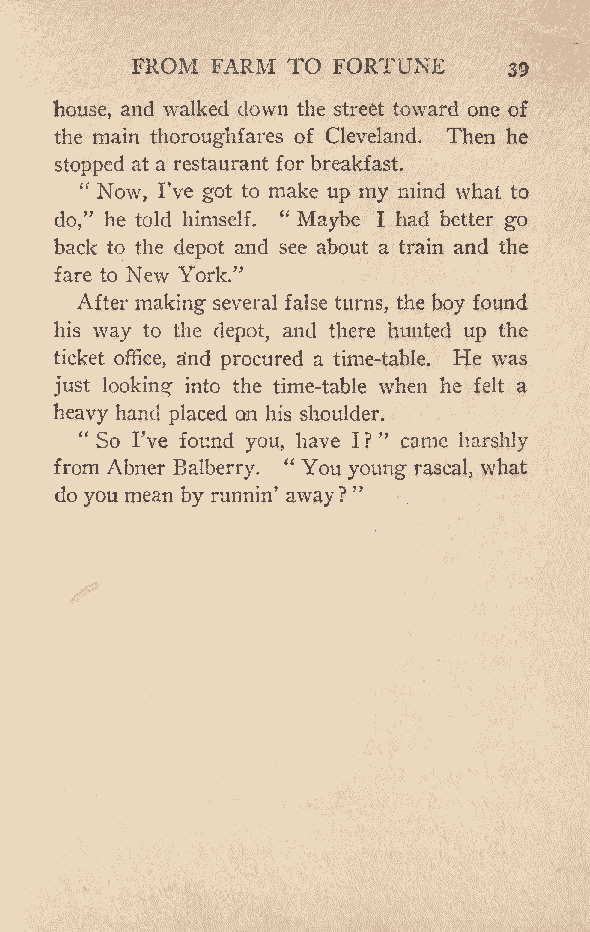 FROM FARM TO FORTUNE 39
house, and walked down the street toward one of
the main thoroughfares of Cleveland. Then he
stopped at a restaurant for breakfast.
“ Now, I’ve got to make up my mind what to
do,” he told himself. “ Maybe I had better go
back to the depot and see about a train and the
fare to New York.”
After making several false turns, the boy found
his way to the depot, and there hunted up the
ticket office, and procured a time-table. He was
just looking into the time-table when he felt a
heavy hand placed on his shoulder.
“ So I’ve found you, have I? ” came harshly
from Abner Balberry. “ You young rascal, what
do you mean by runnin’ away? ”